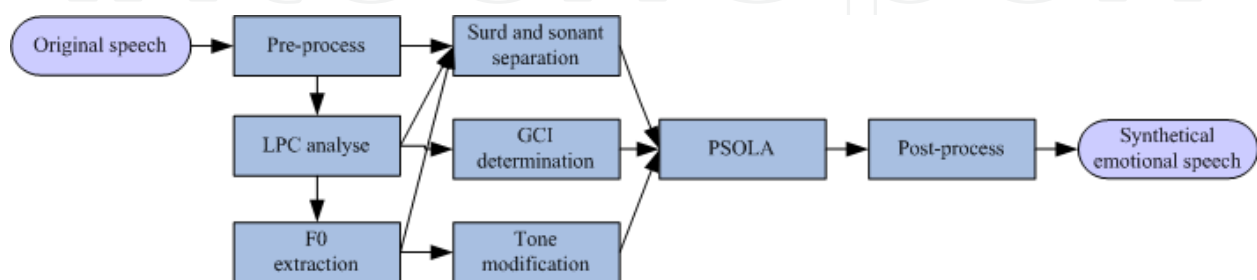 Original speech
Pre-process
Surd and sonant
separation
LPC analyse
GCI
determination
PSOLA
Post-process
Synthetical
emotional speech
F0
extraction
Tone
modification